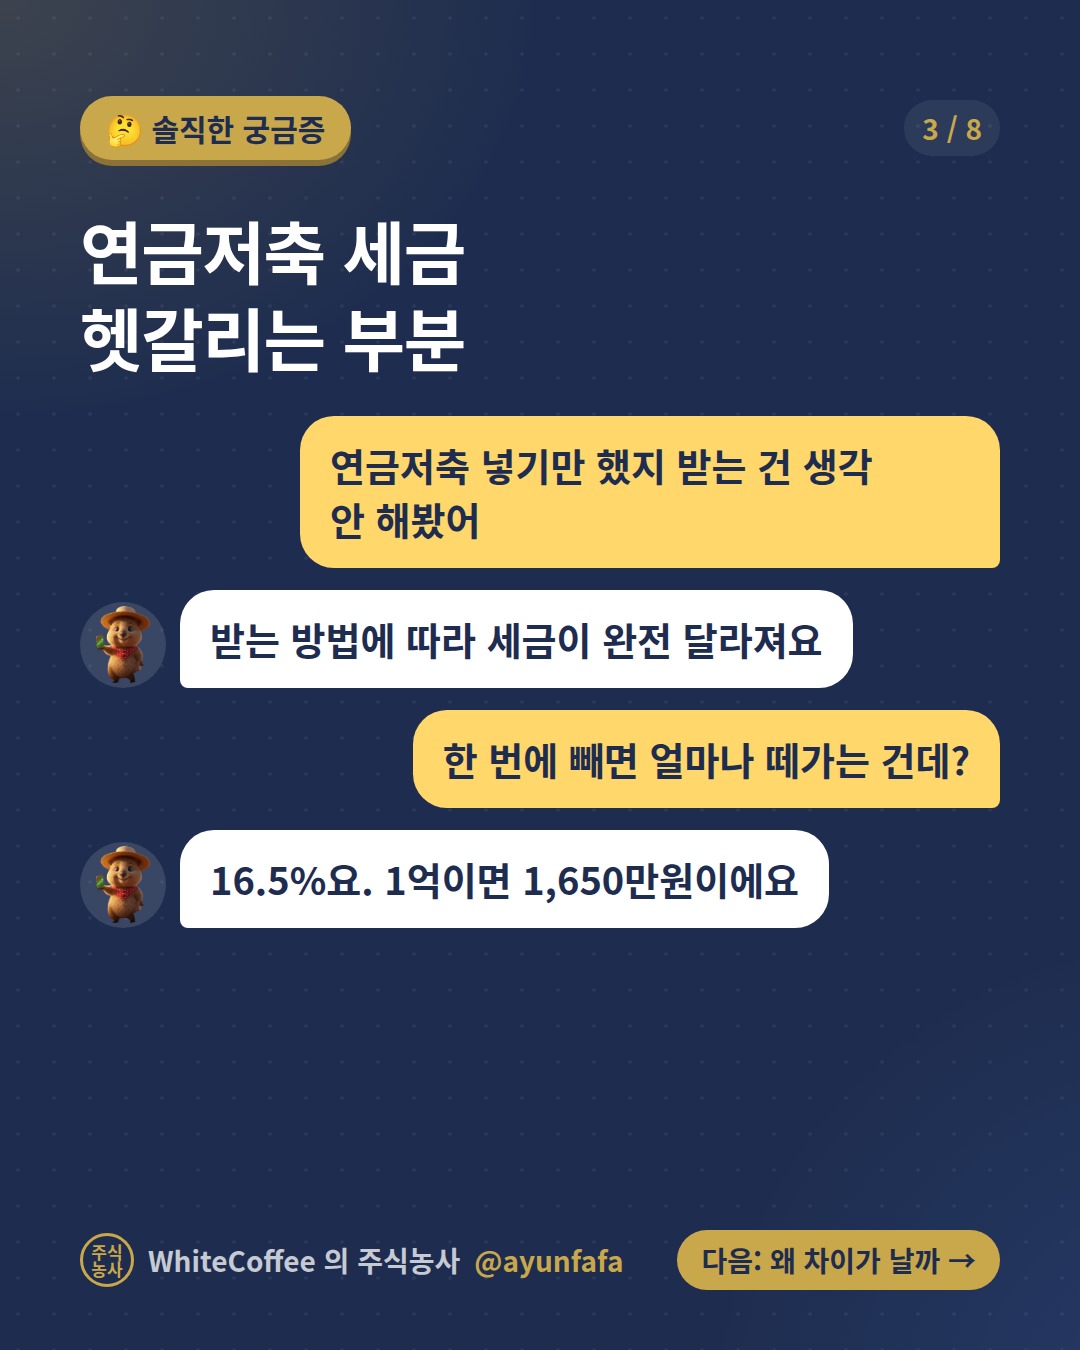 🤔 솔직한 궁금증
3 / 8
연금저축 세금
헷갈리는 부분
연금저축 넣기만 했지 받는 건 생각
안 해봤어
받는 방법에 따라 세금이 완전 달라져요
한 번에 빼면 얼마나 떼가는 건데?
16.5%요. 1억이면 1,650만원이에요
주식
농사
WhiteCoffee 의 주식농사 @ayunfafa
다음: 왜 차이가 날까 →